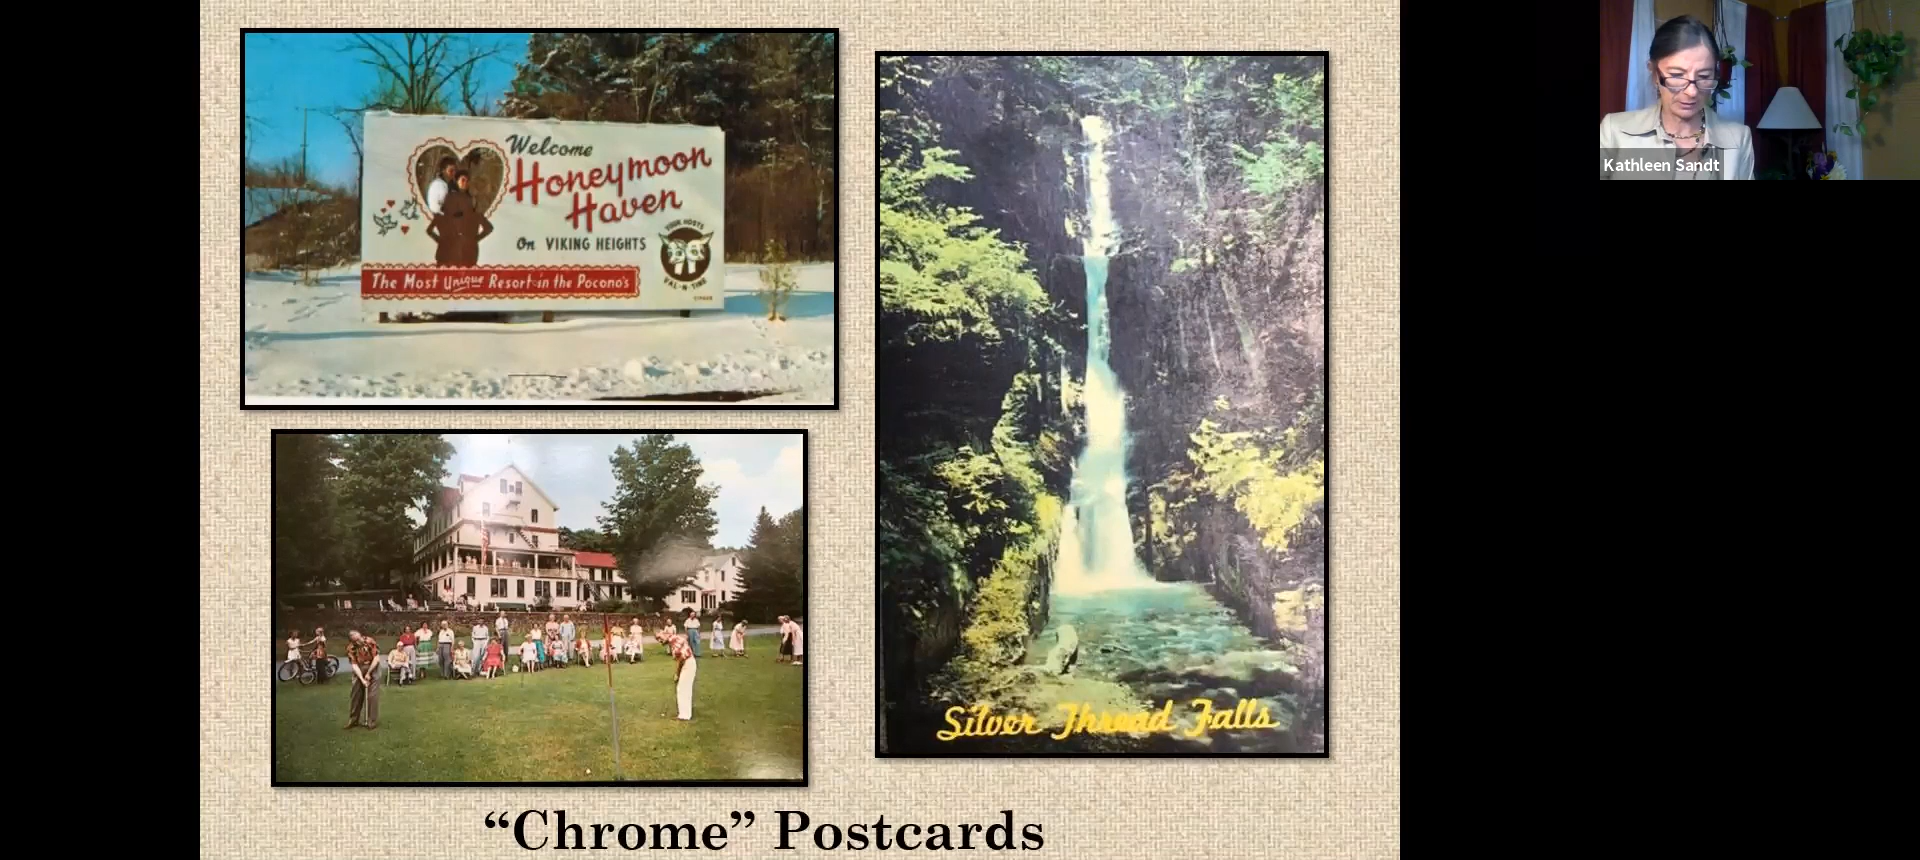 Welcome
Honeymoon
Haven
On VIKING HEIGHTS
The Most Unique Resort in the Pocono's
YOUR HOSTS
VAL-N-TINE
Silver Thread Falls
“Chrome” Postcards
Kathleen Sandt